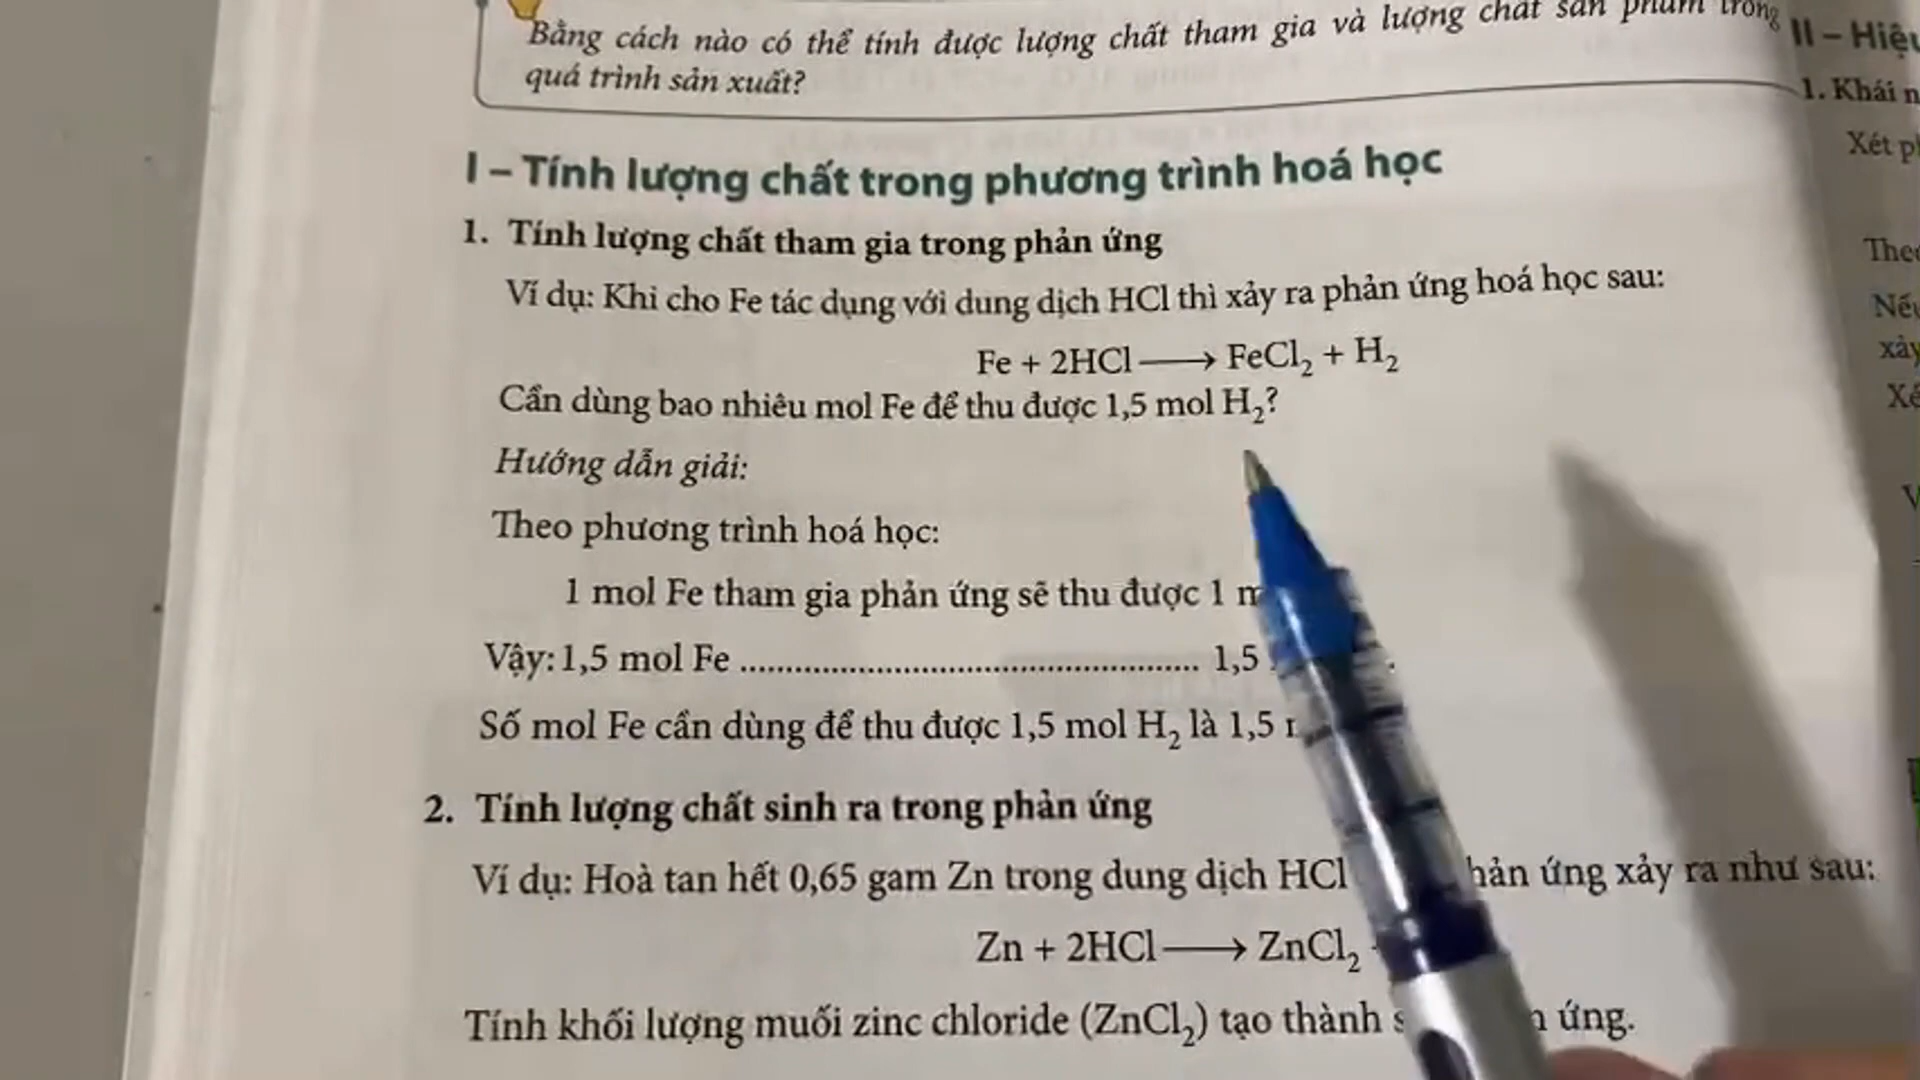 Bằng cách nào có thể tính được lượng chất tham gia và lượng chất sản phẩm trong
quá trình sản xuất?
I – Tính lượng chất trong phương trình hoá học
1. Tính lượng chất tham gia trong phản ứng
Ví dụ: Khi cho Fe tác dụng với dung dịch HCl thì xảy ra phản ứng hoá học sau:
Fe + 2HCl ⟶ FeCl₂ + H₂
Cần dùng bao nhiêu mol Fe để thu được 1,5 mol H₂?
Hướng dẫn giải:
Theo phương trình hoá học:
1 mol Fe tham gia phản ứng sẽ thu được 1
Vậy: 1,5 mol Fe .................................................. 1,5
Số mol Fe cần dùng để thu được 1,5 mol H₂ là 1,5
2. Tính lượng chất sinh ra trong phản ứng
Ví dụ: Hoà tan hết 0,65 gam Zn trong dung dịch HCl ứng xảy ra như sau:
Zn + 2HCl ⟶ ZnCl₂
Tính khối lượng muối zinc chloride (ZnCl₂) tạo thành ứng.
II – Hiệu
1. Khái
Xét